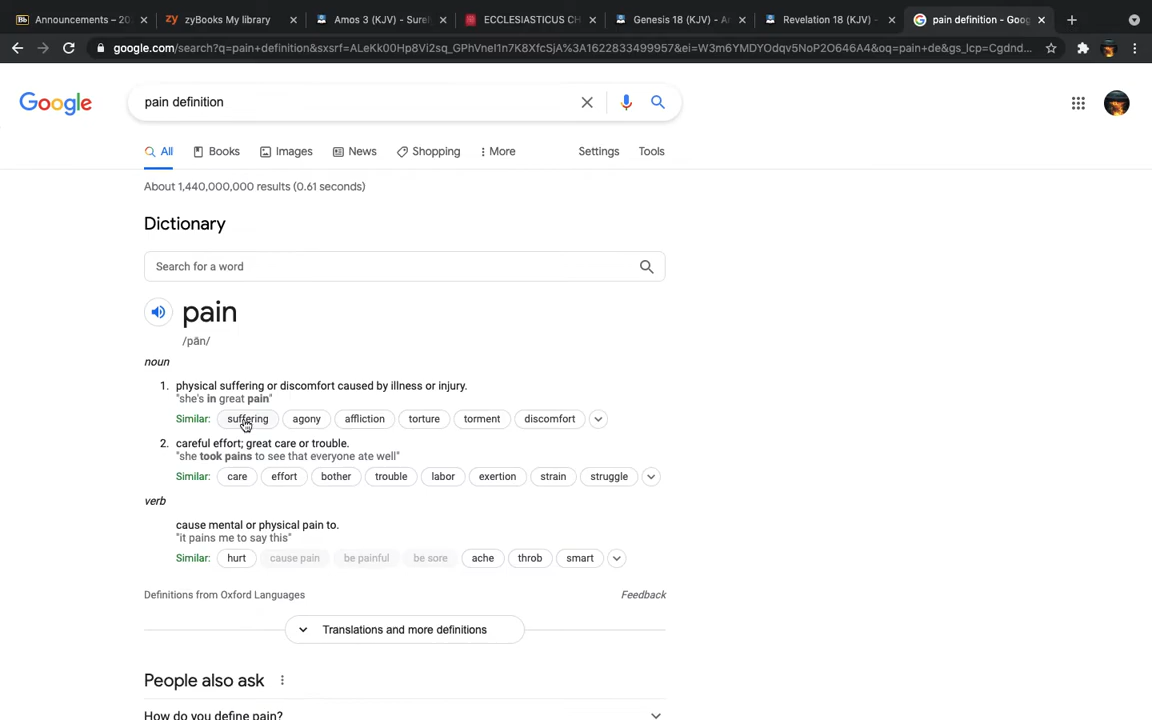 Announcements – 20
zyBooks My library
Amos 3 (KJV) - Sure
ECCLESIASTICUS CH
Genesis 18 (KJV) - A
Revelation 18 (KJV) -
pain definition - Goog
google.com/search?q=pain+definition&sxsrf=ALeKk00Hp8Vi2sq_GPhVneI1n7K8XfcSjA%3A1622833499957&ei=W3m6YMDYOdqv5NoP2O646A4&oq=pain+de&gs_lcp=Cgdnd...
Google
pain definition
All Books Images News Shopping More Settings Tools
About 1,440,000,000 results (0.61 seconds)
Dictionary
Search for a word
pain
/pān/
noun
1. physical suffering or discomfort caused by illness or injury.
"she's in great pain"
Similar: suffering agony affliction torture torment discomfort
2. careful effort; great care or trouble.
"she took pains to see that everyone ate well"
Similar: care effort bother trouble labor exertion strain struggle
verb
cause mental or physical pain to.
"it pains me to say this"
Similar: hurt cause pain be painful be sore ache throb smart
Definitions from Oxford Languages Feedback
Translations and more definitions
People also ask
How do you define pain?